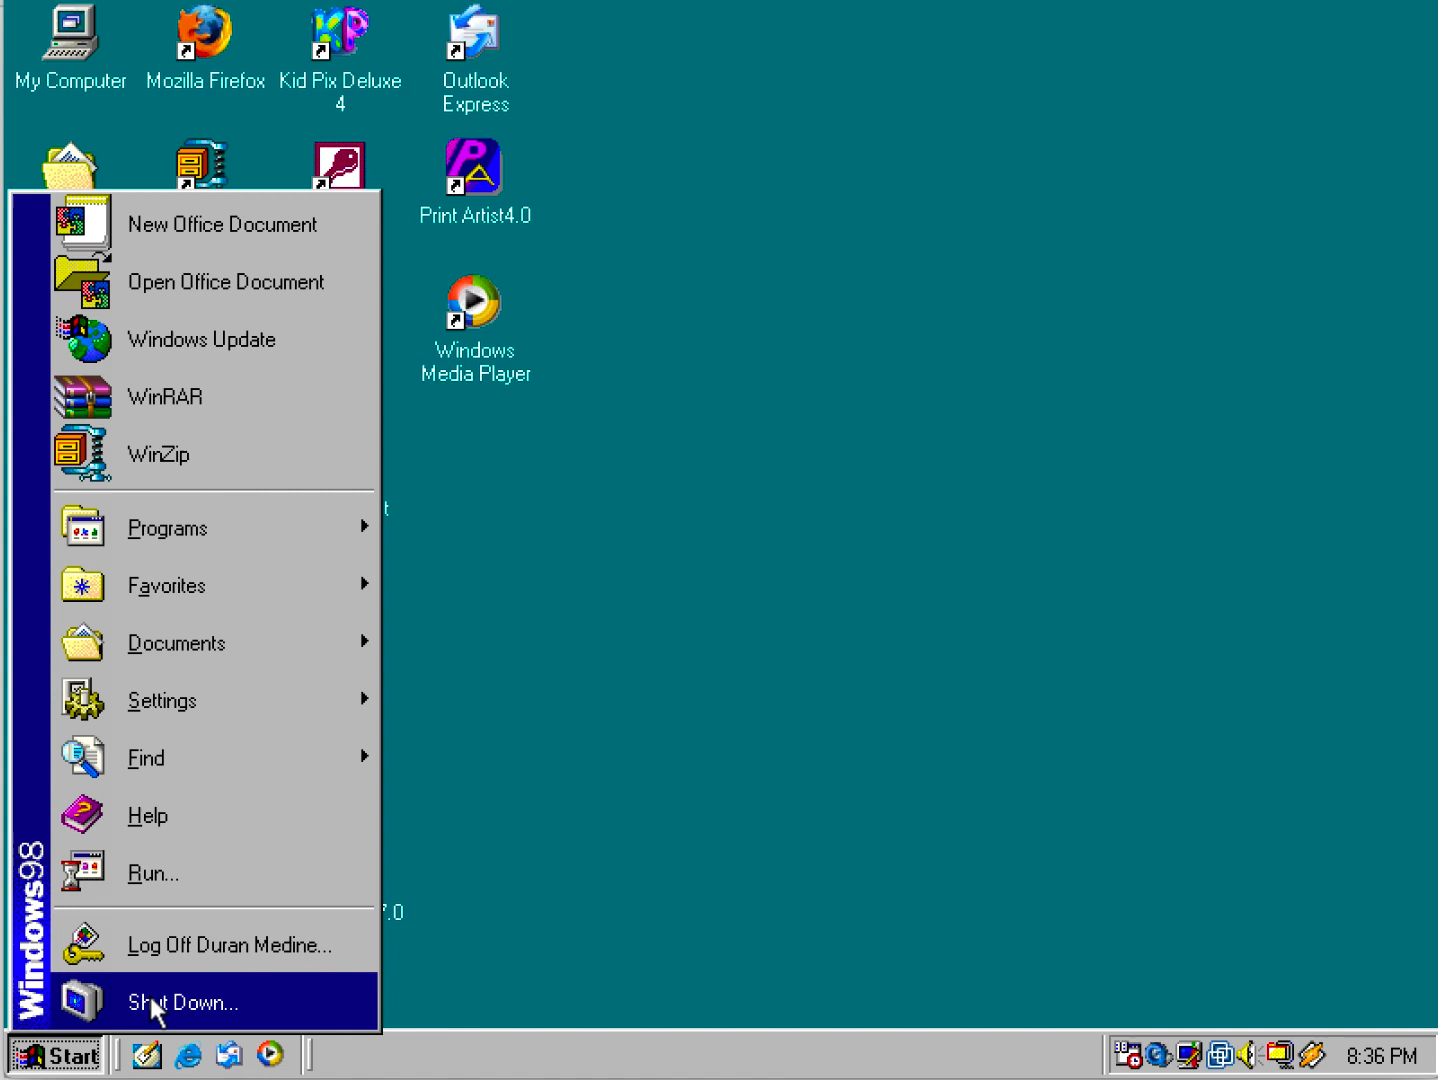 My Computer
Mozilla Firefox
Kid Pix Deluxe
4
Outlook
Express
Print Artist4.0
Windows
Media Player
New Office Document
Open Office Document
Windows Update
WinRAR
WinZip
Programs
Favorites
Documents
Settings
Find
Help
Run...
Log Off Duran Medine...
Shut Down...
Windows98
t
7.0
Start
8:36 PM